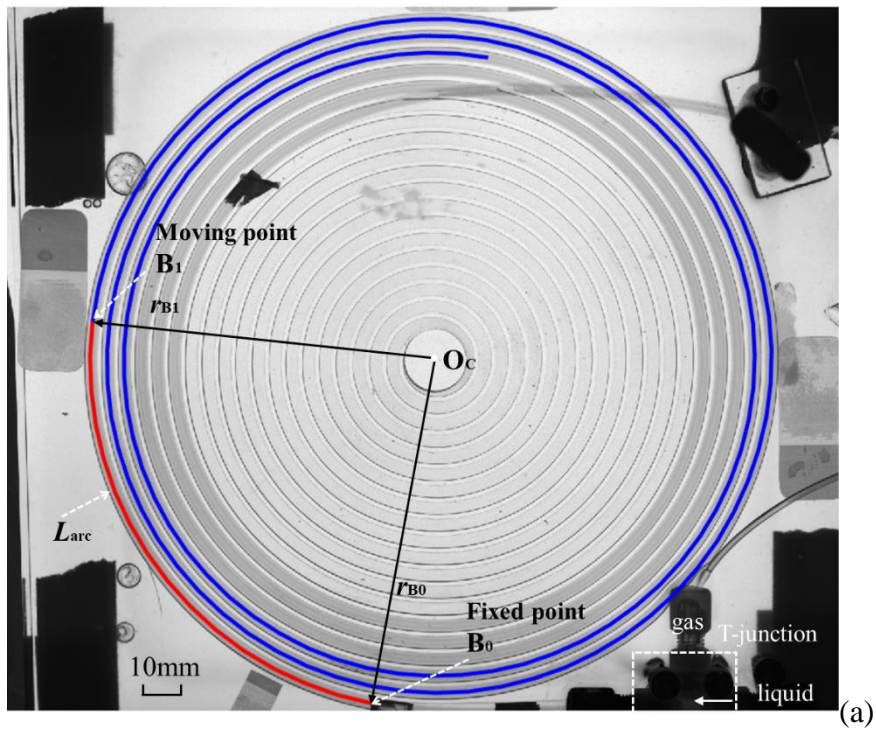 Moving point
B1
rB1
OC
Larc
rB0
Fixed point
B0
gas
T-junction
10mm
liquid
(a)